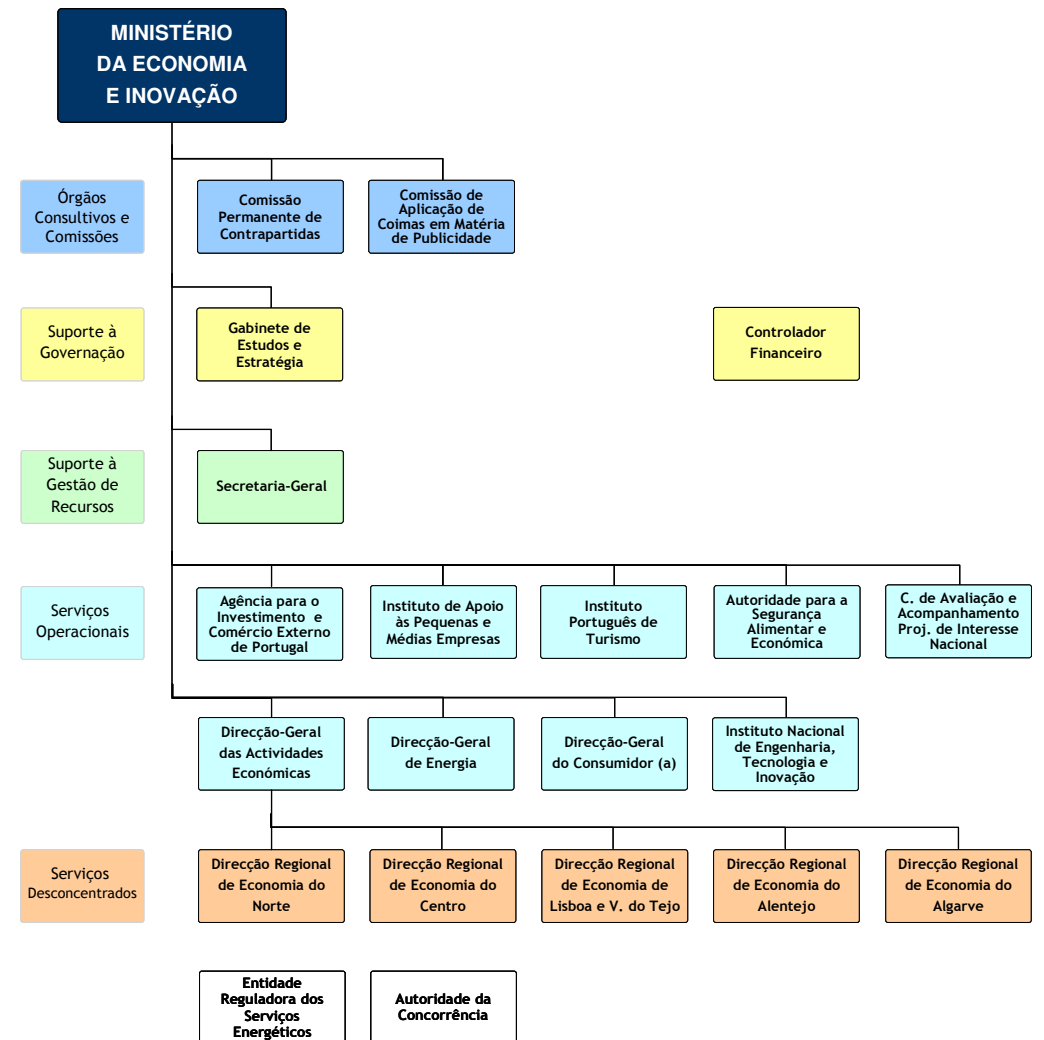 MINISTÉRIO
DA ECONOMIA
E INOVAÇÃO
Órgãos
Consultivos e
Comissões
Comissão
Permanente de
Contrapartidas
Comissão de
Aplicação de
Coimas em Matéria
de Publicidade
Suporte à
Governação
Gabinete de
Estudos e
Estratégia
Controlador
Financeiro
Suporte à
Gestão de
Recursos
Secretaria-Geral
Serviços
Operacionais
Agência para o
Investimento e
Comércio Externo
de Portugal
Instituto de Apoio
às Pequenas e
Médias Empresas
Instituto
Português de
Turismo
Autoridade para a
Segurança
Alimentar e
Económica
C. de Avaliação e
Acompanhamento
Proj. de Interesse
Nacional
Direcção-Geral
das Actividades
Económicas
Direcção-Geral
de Energia
Direcção-Geral
do Consumidor (a)
Instituto Nacional
de Engenharia,
Tecnologia e
Inovação
Serviços
Desconcentrados
Direcção Regional
de Economia do
Norte
Direcção Regional
de Economia do
Centro
Direcção Regional
de Economia de
Lisboa e V. do Tejo
Direcção Regional
de Economia do
Alentejo
Direcção Regional
de Economia do
Algarve
Entidade
Reguladora dos
Serviços
Energéticos
Autoridade da
Concorrência